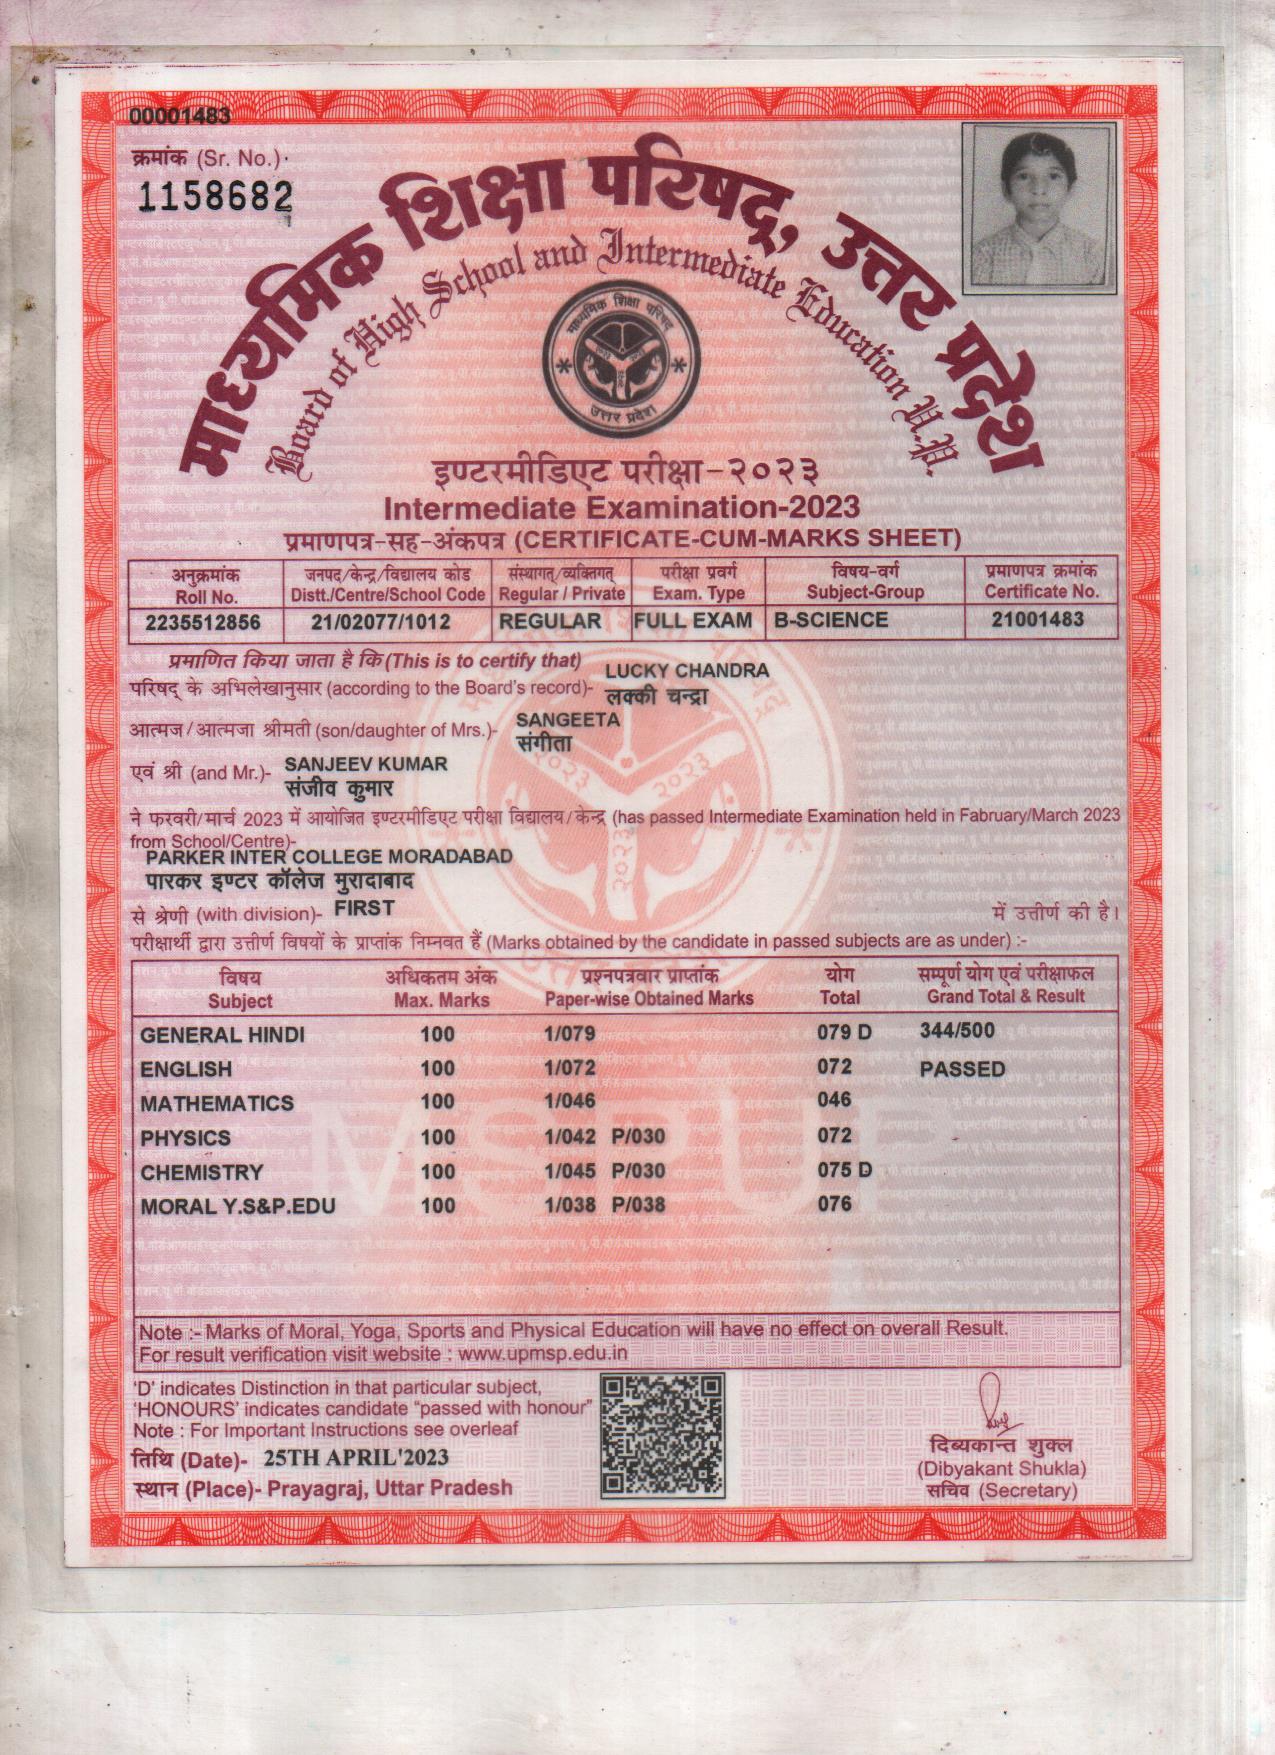 00001483
क्रमांक (Sr. No.)
1158682
माध्यमिक शिक्षा परिषद्, उत्तर प्रदेश
Board of High School and Intermediate Education U.P.
माध्यमिक शिक्षा परिषद
उत्तर प्रदेश
इण्टरमीडिएट परीक्षा-२०२३
Intermediate Examination-2023
प्रमाणपत्र-सह-अंकपत्र (CERTIFICATE-CUM-MARKS SHEET)
अनुक्रमांक जनपद/केन्द्र/विद्यालय कोड संस्थागत्/व्यक्तिगत् परीक्षा प्रवर्ग विषय-वर्ग प्रमाणपत्र क्रमांक
Roll No. Distt./Centre/School Code Regular / Private Exam. Type Subject-Group Certificate No.
2235512856 21/02077/1012 REGULAR FULL EXAM B-SCIENCE 21001483
प्रमाणित किया जाता है कि (This is to certify that) LUCKY CHANDRA
परिषद् के अभिलेखानुसार (according to the Board's record)- लक्की चन्द्रा
आत्मज/आत्मजा श्रीमती (son/daughter of Mrs.)- SANGEETA
संगीता
एवं श्री (and Mr.)- SANJEEV KUMAR
संजीव कुमार
ने फरवरी/मार्च 2023 में आयोजित इण्टरमीडिएट परीक्षा विद्यालय/केन्द्र (has passed Intermediate Examination held in Fabruary/March 2023
from School/Centre)-
PARKER INTER COLLEGE MORADABAD
पारकर इण्टर कॉलेज मुरादाबाद
से श्रेणी (with division)- FIRST में उत्तीर्ण की है।
परीक्षार्थी द्वारा उत्तीर्ण विषयों के प्राप्तांक निम्नवत हैं (Marks obtained by the candidate in passed subjects are as under) :-
विषय अधिकतम अंक प्रश्नपत्रवार प्राप्तांक योग सम्पूर्ण योग एवं परीक्षाफल
Subject Max. Marks Paper-wise Obtained Marks Total Grand Total & Result
GENERAL HINDI 100 1/079 079 D 344/500
ENGLISH 100 1/072 072 PASSED
MATHEMATICS 100 1/046 046
PHYSICS 100 1/042 P/030 072
CHEMISTRY 100 1/045 P/030 075 D
MORAL Y.S&P.EDU 100 1/038 P/038 076
Note :- Marks of Moral, Yoga, Sports and Physical Education will have no effect on overall Result.
For result verification visit website : www.upmsp.edu.in
'D' indicates Distinction in that particular subject,
'HONOURS' indicates candidate "passed with honour"
Note : For Important Instructions see overleaf
तिथि (Date)- 25TH APRIL'2023
स्थान (Place)- Prayagraj, Uttar Pradesh
दिब्यकान्त शुक्ल
(Dibyakant Shukla)
सचिव (Secretary)